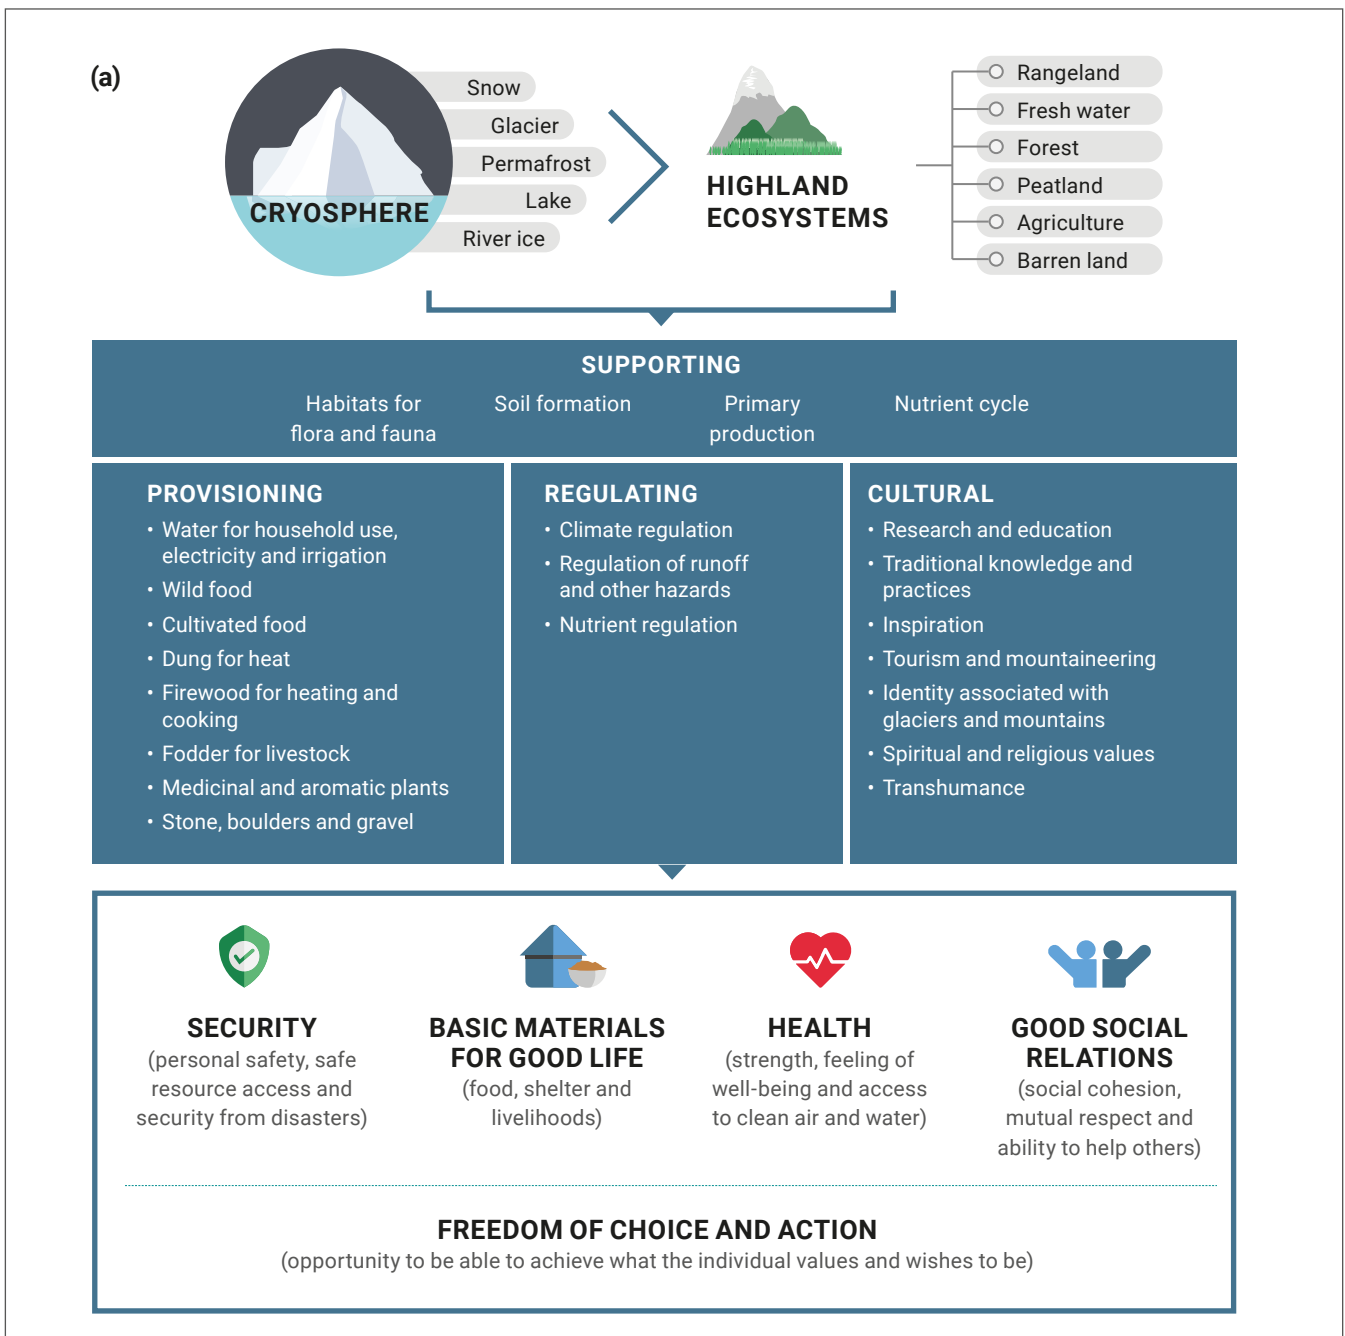 (a)
CRYOSPHERE
Snow
Glacier
Permafrost
Lake
River ice
HIGHLAND
ECOSYSTEMS
Rangeland
Fresh water
Forest
Peatland
Agriculture
Barren land
SUPPORTING
Habitats for
flora and fauna
Soil formation
Primary
production
Nutrient cycle
PROVISIONING
• Water for household use,
electricity and irrigation
• Wild food
• Cultivated food
• Dung for heat
• Firewood for heating and
cooking
• Fodder for livestock
• Medicinal and aromatic plants
• Stone, boulders and gravel
REGULATING
• Climate regulation
• Regulation of runoff
and other hazards
• Nutrient regulation
CULTURAL
• Research and education
• Traditional knowledge and
practices
• Inspiration
• Tourism and mountaineering
• Identity associated with
glaciers and mountains
• Spiritual and religious values
• Transhumance
SECURITY
(personal safety, safe
resource access and
security from disasters)
BASIC MATERIALS
FOR GOOD LIFE
(food, shelter and
livelihoods)
HEALTH
(strength, feeling of
well-being and access
to clean air and water)
GOOD SOCIAL
RELATIONS
(social cohesion,
mutual respect and
ability to help others)
FREEDOM OF CHOICE AND ACTION
(opportunity to be able to achieve what the individual values and wishes to be)